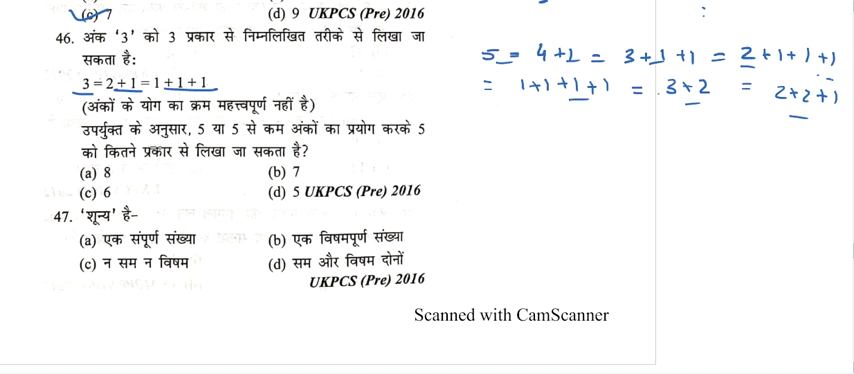 (c) 7 (d) 9 UKPCS (Pre) 2016
46. अंक ‘3’ को 3 प्रकार से निम्नलिखित तरीके से लिखा जा
सकता है:
3 = 2 + 1 = 1 + 1 + 1
(अंकों के योग का क्रम महत्त्वपूर्ण नहीं है)
उपर्युक्त के अनुसार, 5 या 5 से कम अंकों का प्रयोग करके 5
को कितने प्रकार से लिखा जा सकता है?
(a) 8 (b) 7
(c) 6 (d) 5 UKPCS (Pre) 2016
47. ‘शून्य’ है-
(a) एक संपूर्ण संख्या (b) एक विषमपूर्ण संख्या
(c) न सम न विषम (d) सम और विषम दोनों
UKPCS (Pre) 2016
Scanned with CamScanner
5 = 4+1 = 3+1+1 = 2+1+1+1
= 1+1+1+1 = 3+2 = 2+2+1